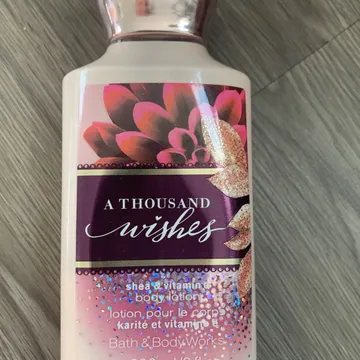 A THOUSAND
wishes
shea & vitamin e
body lotion
lotion pour le corps
karité et vitamine e
Bath & Body Works